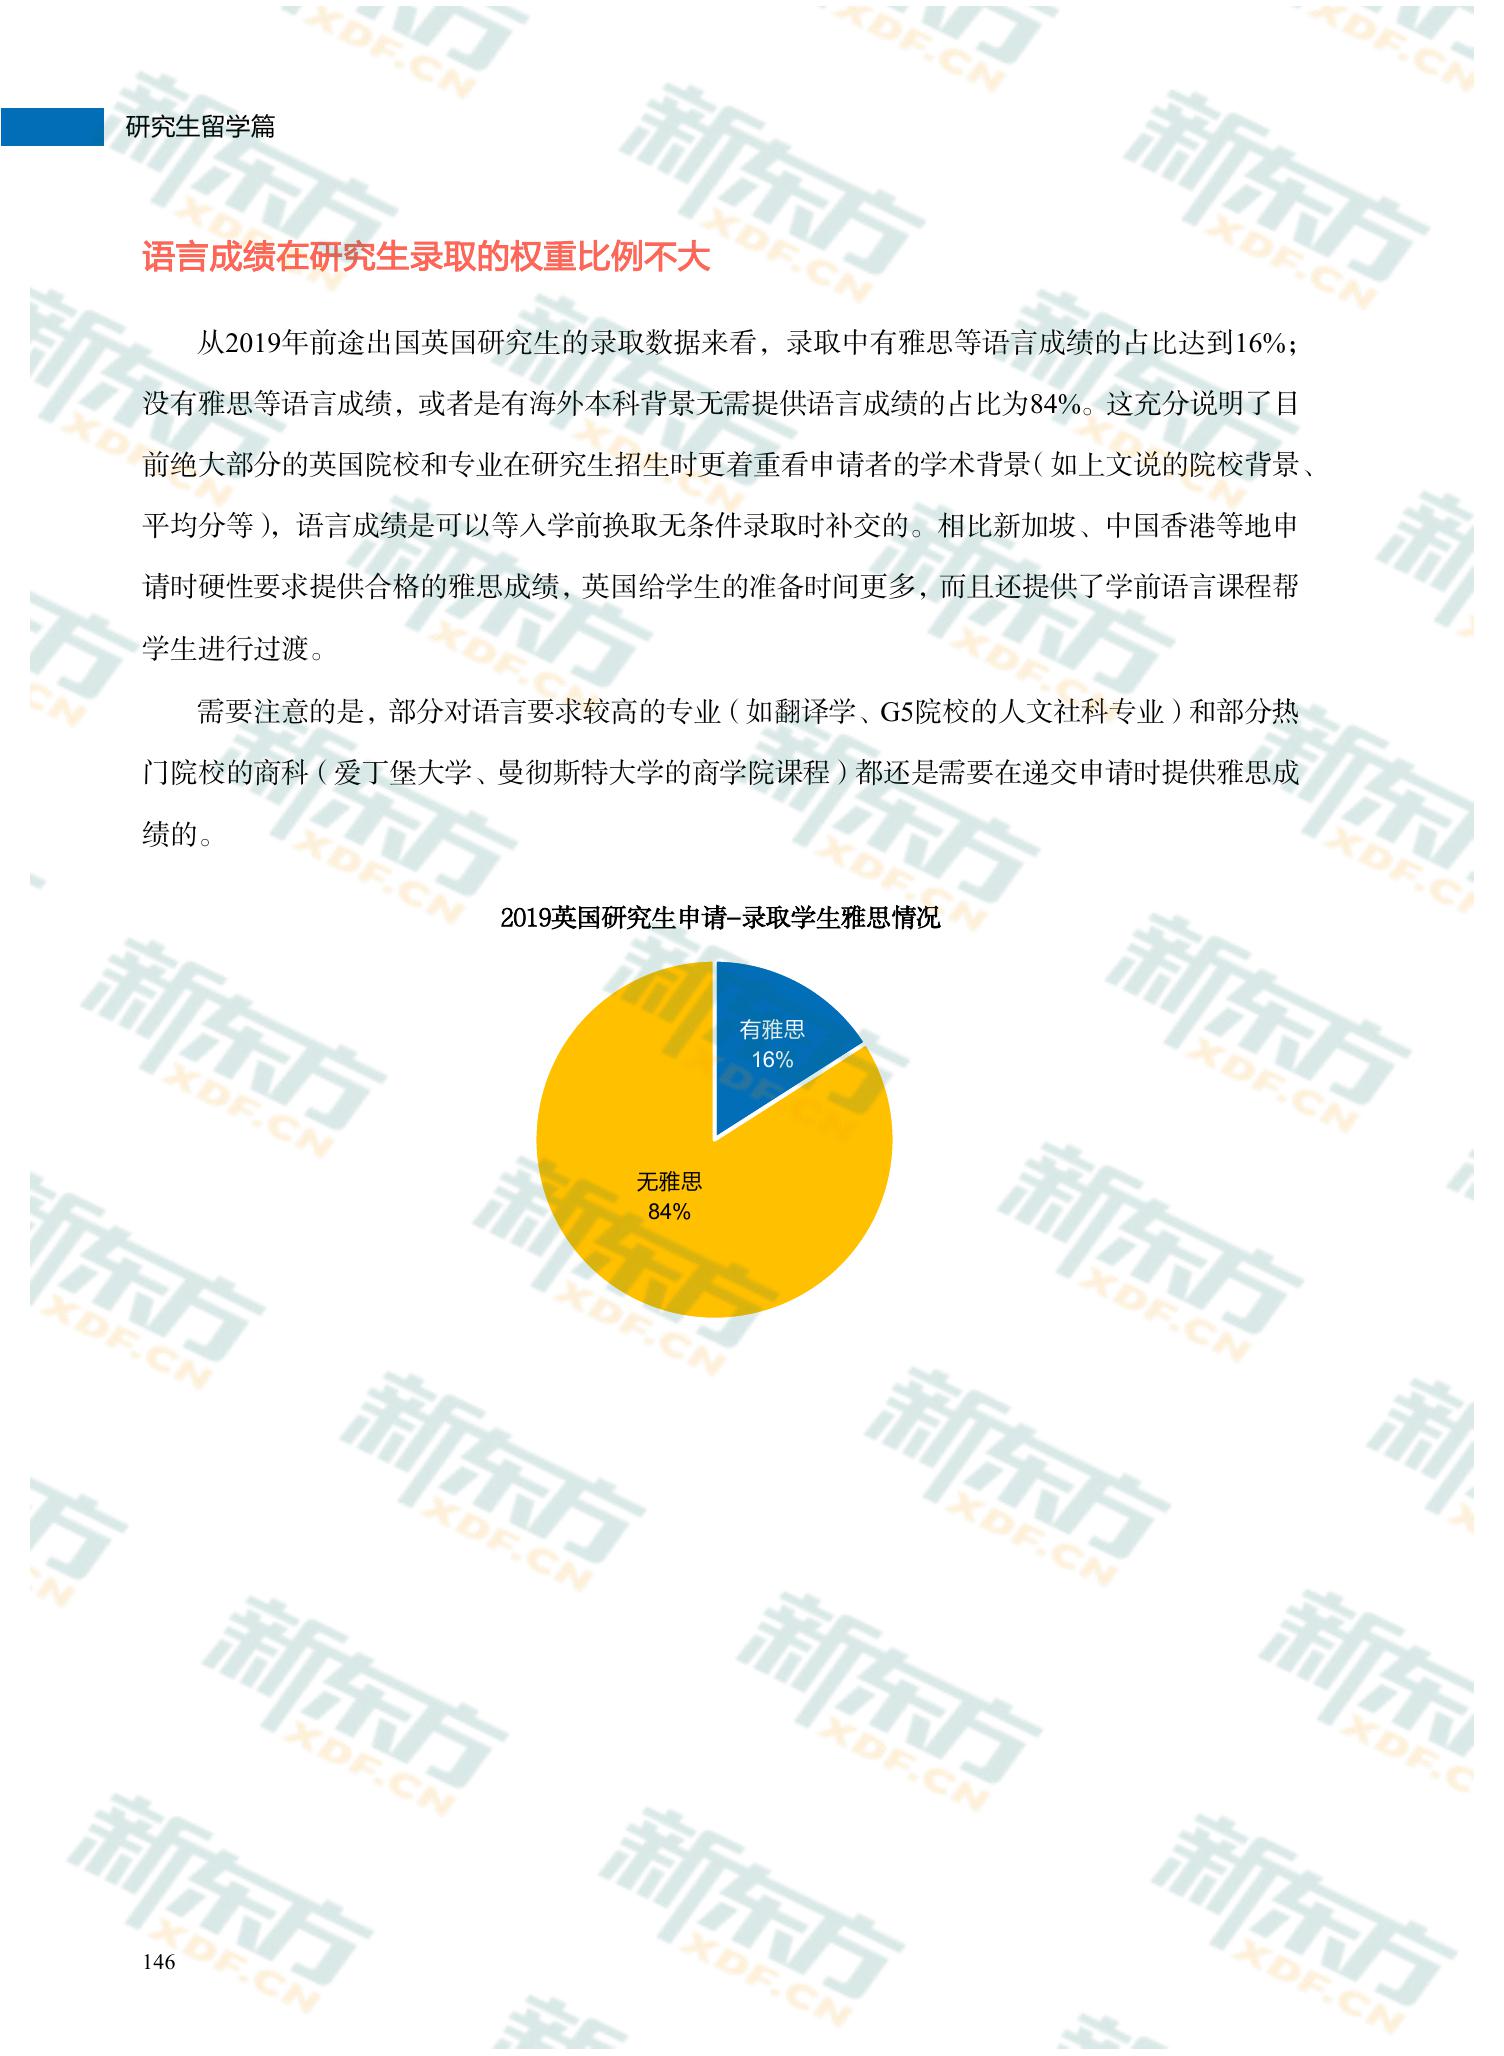 研究生留学篇
语言成绩在研究生录取的权重比例不大
从2019年前途出国英国研究生的录取数据来看，录取中有雅思等语言成绩的占比达到16%；
没有雅思等语言成绩，或者是有海外本科背景无需提供语言成绩的占比为84%。这充分说明了目
前绝大部分的英国院校和专业在研究生招生时更着重看申请者的学术背景（如上文说的院校背景、
平均分等），语言成绩是可以等入学前换取无条件录取时补交的。相比新加坡、中国香港等地申
请时硬性要求提供合格的雅思成绩，英国给学生的准备时间更多，而且还提供了学前语言课程帮
学生进行过渡。
需要注意的是，部分对语言要求较高的专业（如翻译学、G5院校的人文社科专业）和部分热
门院校的商科（爱丁堡大学、曼彻斯特大学的商学院课程）都还是需要在递交申请时提供雅思成
绩的。
2019英国研究生申请-录取学生雅思情况
有雅思
16%
无雅思
84%
146
新东方
XDF.CN